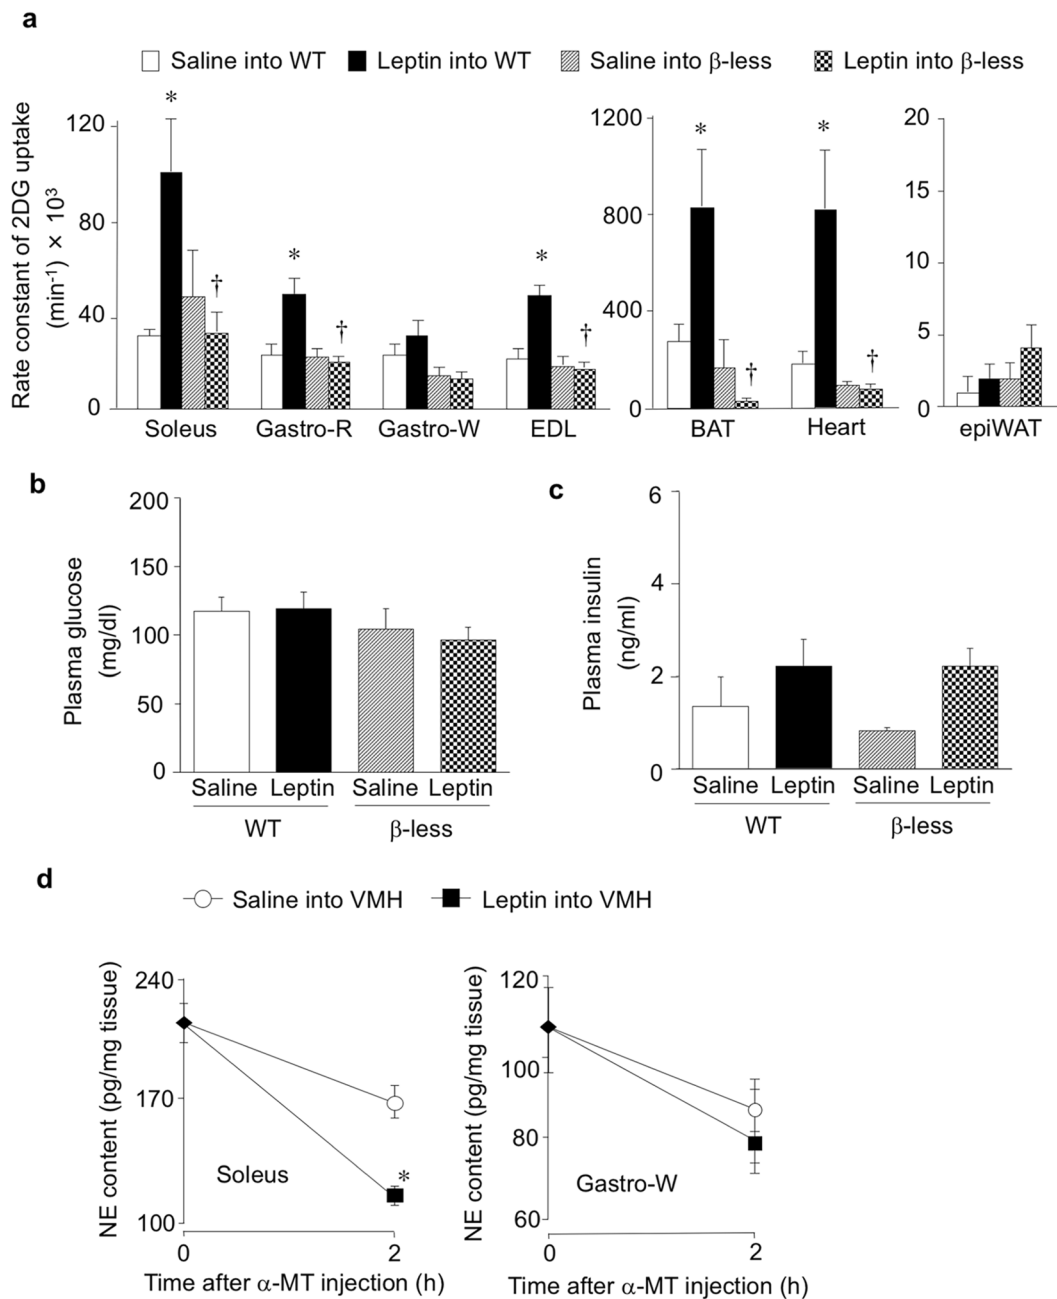 a
Saline into WT Leptin into WT Saline into β-less Leptin into β-less
Rate constant of 2DG uptake
(min⁻¹) × 10³
120
80
40
0
*
†
*
†
*
†
Soleus Gastro-R Gastro-W EDL
1200
800
400
0
*
†
*
†
BAT Heart
20
15
10
5
0
epiWAT
b
Plasma glucose
(mg/dl)
200
150
100
50
0
Saline Leptin Saline Leptin
WT β-less
c
Plasma insulin
(ng/ml)
6
4
2
0
Saline Leptin Saline Leptin
WT β-less
d
Saline into VMH Leptin into VMH
NE content (pg/mg tissue)
240
170
100
*
Soleus
0 2
Time after α-MT injection (h)
NE content (pg/mg tissue)
120
100
80
60
Gastro-W
0 2
Time after α-MT injection (h)